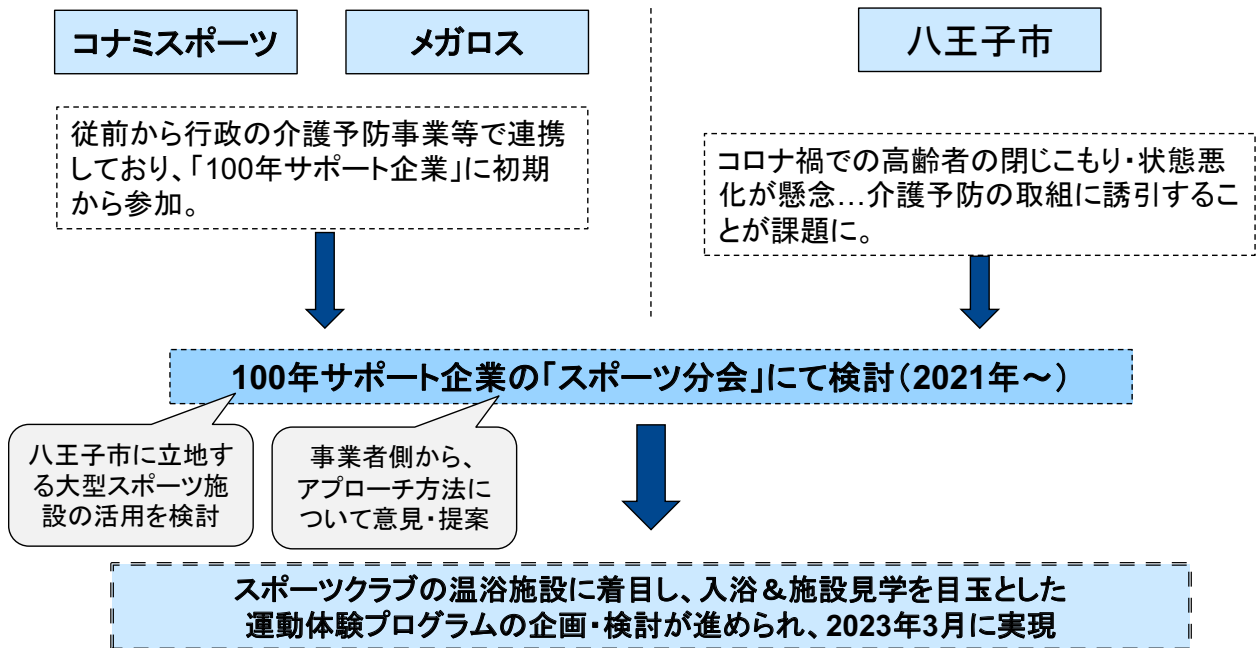 コナミスポーツ
メガロス
八王子市
従前から行政の介護予防事業等で連携
しており、「100年サポート企業」に初期
から参加。
コロナ禍での高齢者の閉じこもり・状態悪
化が懸念…介護予防の取組に誘引するこ
とが課題に。
100年サポート企業の「スポーツ分会」にて検討（2021年～）
八王子市に立地す
る大型スポーツ施
設の活用を検討
事業者側から、
アプローチ方法に
ついて意見・提案
スポーツクラブの温浴施設に着目し、入浴＆施設見学を目玉とした
運動体験プログラムの企画・検討が進められ、2023年3月に実現